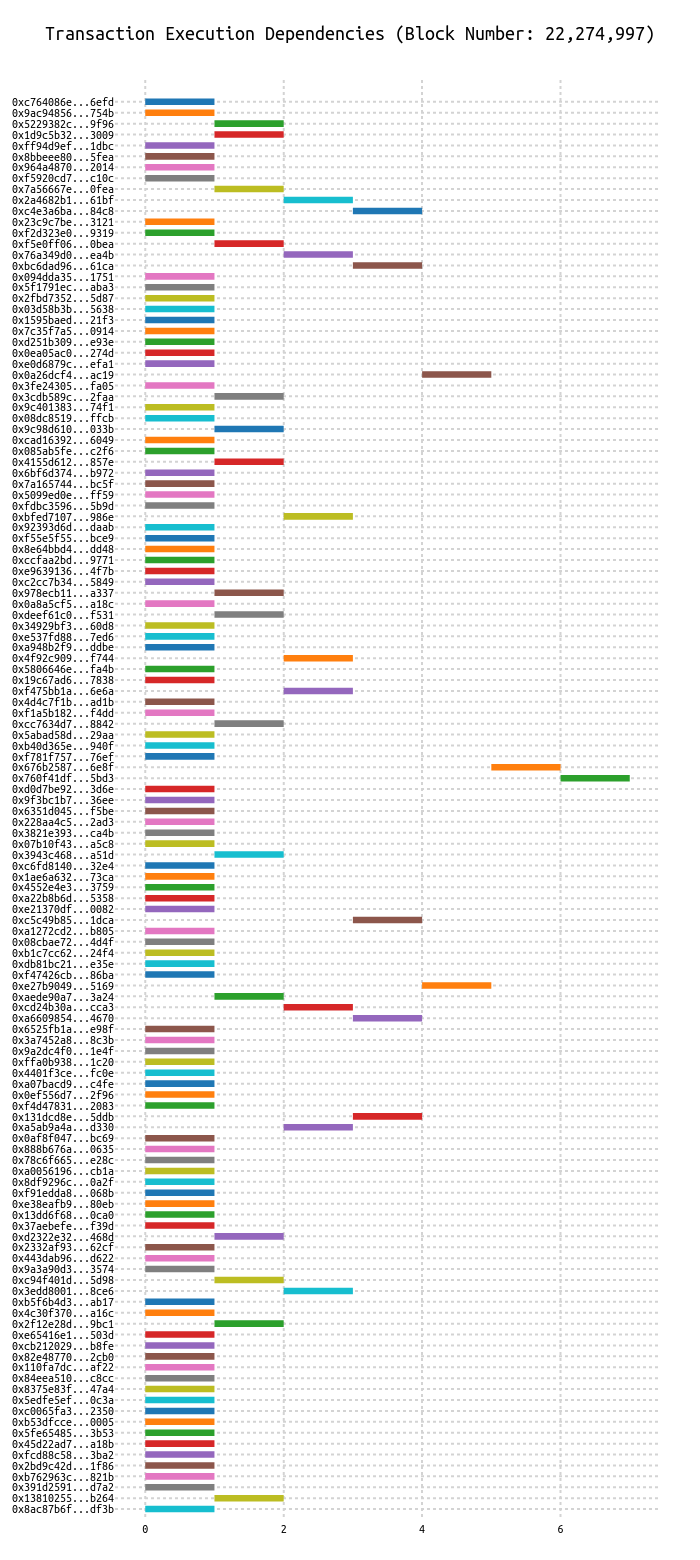 Transaction Execution Dependencies (Block Number: 22,274,997)
0xc764086e...6efd
0x9ac94856...754b
0x5229382c...9f96
0x1d9c5b32...3009
0xff94d9ef...1dbc
0x8bbeee80...5fea
0x964a4870...2014
0xf5920cd7...c10c
0x7a56667e...0fea
0x2a4682b1...61bf
0xc4e3a6ba...84c8
0x23c9c7be...3121
0xf2d323e0...9319
0xf5e0ff06...0bea
0x76a349d0...ea4b
0xbc6dad96...61ca
0x094dda35...1751
0x5f1791ec...aba3
0x2fbd7352...5d87
0x03d58b3b...5638
0x1595baed...21f3
0x7c35f7a5...0914
0xd251b309...e93e
0x0ea05ac0...274d
0xe0d6879c...efa1
0x0a26dcf4...ac19
0x3fe24305...fa05
0x3cdb589c...2faa
0x9c401383...74f1
0x08dc8519...ffcb
0x9c98d610...033b
0xcad16392...6049
0x085ab5fe...c2f6
0x4155d612...857e
0x6bf6d374...b972
0x7a165744...bc5f
0x5099ed0e...ff59
0xfdbc3596...5b9d
0xbfed7107...986e
0x92393d6d...daab
0xf55e5f55...bce9
0x8e64bbd4...dd48
0xccfaa2bd...9771
0xe9639136...4f7b
0xc2cc7b34...5849
0x978ecb11...a337
0x0a8a5cf5...a18c
0xdeef61c0...f531
0x34929bf3...60d8
0xe537fd88...7ed6
0xa948b2f9...ddbe
0x4f92c909...f744
0x5806646e...fa4b
0x19c67ad6...7838
0xf475bb1a...6e6a
0x4d4c7f1b...ad1b
0xf1a5b182...f4dd
0xcc7634d7...8842
0x5abad58d...29aa
0xb40d365e...940f
0xf781f757...76ef
0x676b2587...6e8f
0x760f41df...5bd3
0xd0d7be92...3d6e
0x9f3bc1b7...36ee
0x6351d045...f5be
0x228aa4c5...2ad3
0x3821e393...ca4b
0x07b10f43...a5c8
0x3943c468...a51d
0xc6fd8140...32e4
0x1ae6a632...73ca
0x4552e4e3...3759
0xa22b8b6d...5358
0xe21370df...0082
0xc5c49b85...1dca
0xa1272cd2...b805
0x08cbae72...4d4f
0xb1c7cc62...24f4
0xdb81bc21...e35e
0xf47426cb...86ba
0xe27b9049...5169
0xaede90a7...3a24
0xcd24b30a...cca3
0xa6609854...4670
0x6525fb1a...e98f
0x3a7452a8...8c3b
0x9a2dc4f0...1e4f
0xffa0b938...1c20
0x4401f3ce...fc0e
0xa07bacd9...c4fe
0x0ef556d7...2f96
0xf4d47831...2083
0x131dcd8e...5ddb
0xa5ab9a4a...d330
0x0af8f047...bc69
0x888b676a...0635
0x78c6f665...e28c
0xa0056196...cb1a
0x8df9296c...0a2f
0xf91edda8...068b
0xe38eafb9...80eb
0x13dd6f68...0ca0
0x37aebefe...f39d
0xd2322e32...468d
0x2332af93...62cf
0x443dab96...d622
0x9a3a90d3...3574
0xc94f401d...5d98
0x3edd8001...8ce6
0xb5f6b4d3...ab17
0x4c30f370...a16c
0x2f12e28d...9bc1
0xe65416e1...503d
0xcb212029...b8fe
0x82e48770...2cb0
0x110fa7dc...af22
0x84eea510...c8cc
0x8375e83f...47a4
0x5edfe5ef...0c3a
0xc0065fa3...2350
0xb53dfcce...0005
0x5fe65485...3b53
0x45d22ad7...a18b
0xfcd88c58...3ba2
0x2bd9c42d...1f86
0xb762963c...821b
0x391d2591...d7a2
0x13810255...b264
0x8ac87b6f...df3b
0 2 4 6